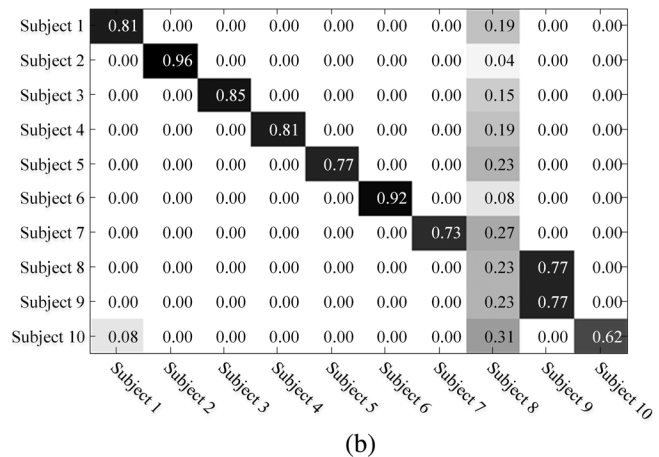 Subject 1 0.81 0.00 0.00 0.00 0.00 0.00 0.00 0.19 0.00 0.00
Subject 2 0.00 0.96 0.00 0.00 0.00 0.00 0.00 0.04 0.00 0.00
Subject 3 0.00 0.00 0.85 0.00 0.00 0.00 0.00 0.15 0.00 0.00
Subject 4 0.00 0.00 0.00 0.81 0.00 0.00 0.00 0.19 0.00 0.00
Subject 5 0.00 0.00 0.00 0.00 0.77 0.00 0.00 0.23 0.00 0.00
Subject 6 0.00 0.00 0.00 0.00 0.00 0.92 0.00 0.08 0.00 0.00
Subject 7 0.00 0.00 0.00 0.00 0.00 0.00 0.73 0.27 0.00 0.00
Subject 8 0.00 0.00 0.00 0.00 0.00 0.00 0.00 0.23 0.77 0.00
Subject 9 0.00 0.00 0.00 0.00 0.00 0.00 0.00 0.23 0.77 0.00
Subject 10 0.08 0.00 0.00 0.00 0.00 0.00 0.00 0.31 0.00 0.62
Subject 1 Subject 2 Subject 3 Subject 4 Subject 5 Subject 6 Subject 7 Subject 8 Subject 9 Subject 10
(b)